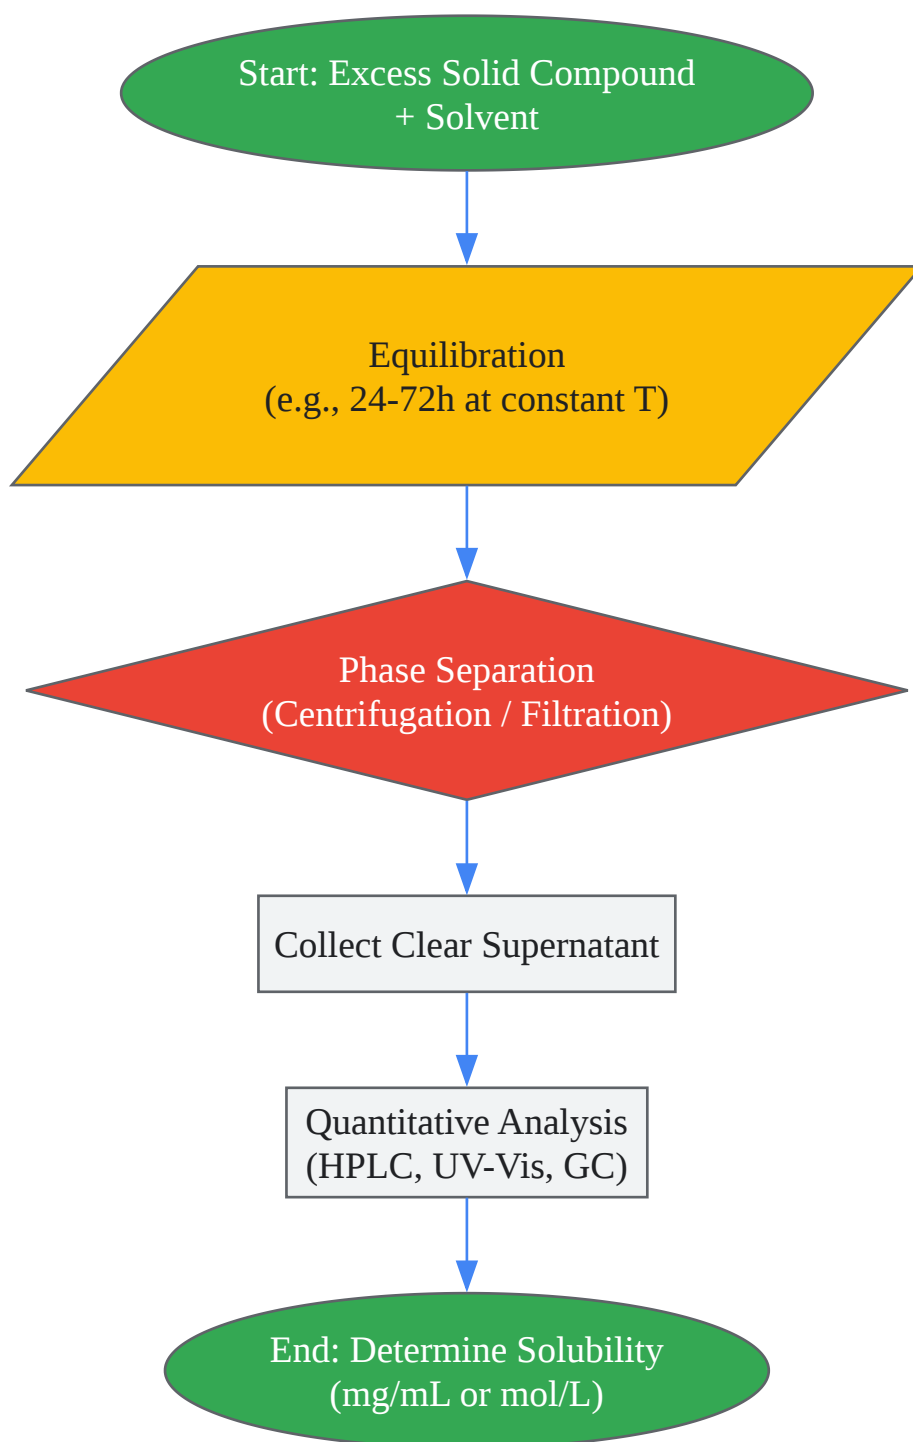 Start: Excess Solid Compound
+ Solvent
Equilibration
(e.g., 24-72h at constant T)
Phase Separation
(Centrifugation / Filtration)
Collect Clear Supernatant
Quantitative Analysis
(HPLC, UV-Vis, GC)
End: Determine Solubility
(mg/mL or mol/L)